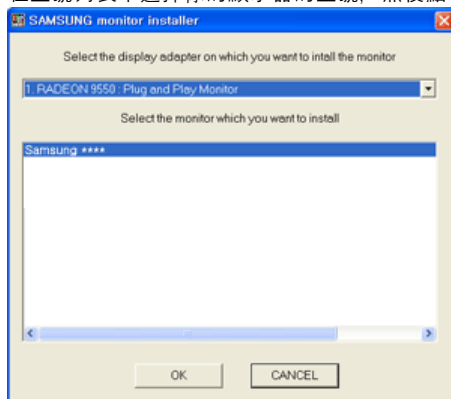 SAMSUNG monitor installer
Select the display adapter on which you want to intall the monitor
1. RADEON 9550 : Plug and Play Monitor
Select the monitor which you want to install
Samsung ****
OK
CANCEL